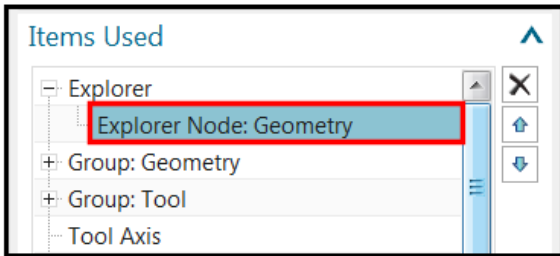 Items Used
Explorer
Explorer Node: Geometry
Group: Geometry
Group: Tool
Tool Axis